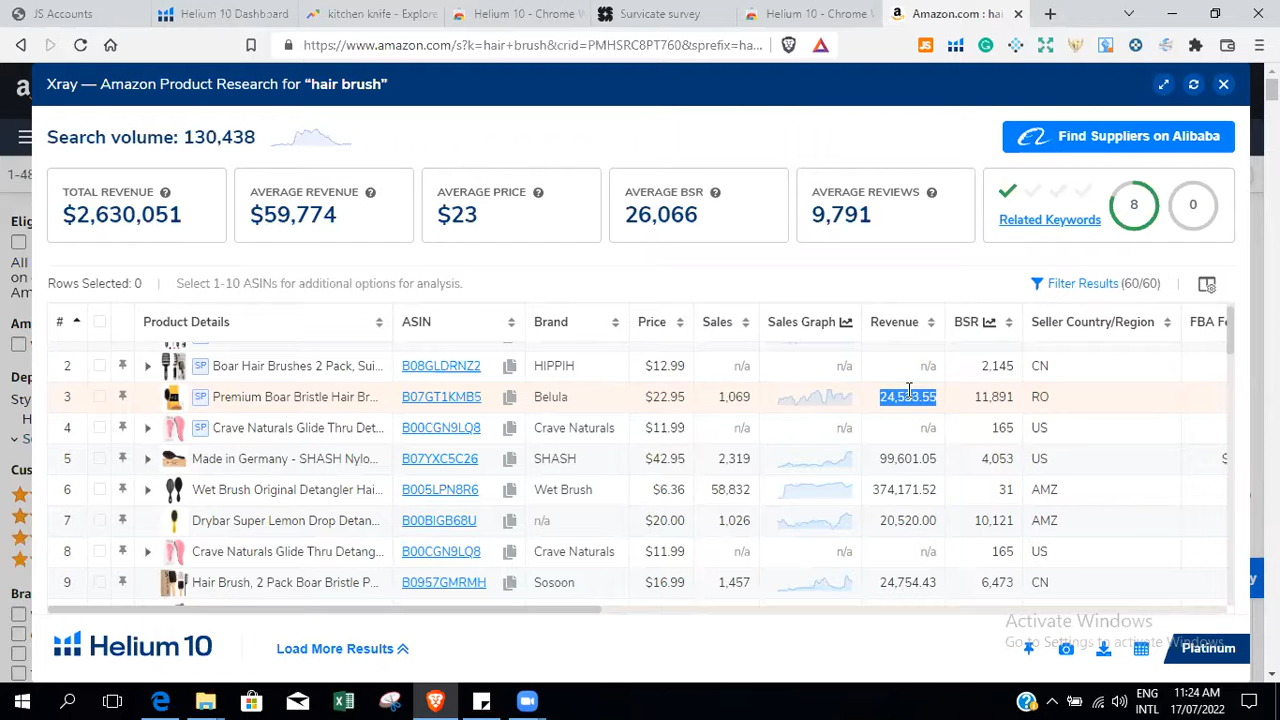 JS Accounts
Helium 10 Dashboard
kitchen knife - Explore
Helium 10 - Chrome W
Survicate survey
Helium 10 - Chrome
Amazon.com : hai
https://www.amazon.com/s?k=hair+brush&crid=PMHSRC8PT760&sprefix=ha...
Xray — Amazon Product Research for “hair brush”
Search volume: 130,438
Find Suppliers on Alibaba
TOTAL REVENUE
$2,630,051
AVERAGE REVENUE
$59,774
AVERAGE PRICE
$23
AVERAGE BSR
26,066
AVERAGE REVIEWS
9,791
Related Keywords
8
0
Rows Selected: 0
Select 1-10 ASINs for additional options for analysis.
Filter Results (60/60)
# Product Details ASIN Brand Price Sales Sales Graph Revenue BSR Seller Country/Region FBA Fe
2 SP Boar Hair Brushes 2 Pack, Sui... B08GLDRNZ2 HIPPIH $12.99 n/a n/a n/a 2,145 CN
3 SP Premium Boar Bristle Hair Br... B07GT1KMB5 Belula $22.95 1,069 11,891 RO
4 SP Crave Naturals Glide Thru Det... B00CGN9LQ8 Crave Naturals $11.99 n/a n/a n/a 165 US
5 Made in Germany - SHASH Nylo... B07YXC5C26 SHASH $42.95 2,319 99,601.05 4,053 US $
6 Wet Brush Original Detangler Hai... B005LPN8R6 Wet Brush $6.36 58,832 374,171.52 31 AMZ
7 Drybar Super Lemon Drop Detan... B00BIGB68U n/a $20.00 1,026 20,520.00 10,121 AMZ
8 Crave Naturals Glide Thru Detang... B00CGN9LQ8 Crave Naturals $11.99 n/a n/a n/a 165 US
9 Hair Brush, 2 Pack Boar Bristle P... B0957GMRMH Sosoon $16.99 1,457 24,754.43 6,473 CN
Helium 10
Load More Results
Activate Windows
Go to Settings to activate Windows.
Platinum
ENG
INTL
11:24 AM
17/07/2022